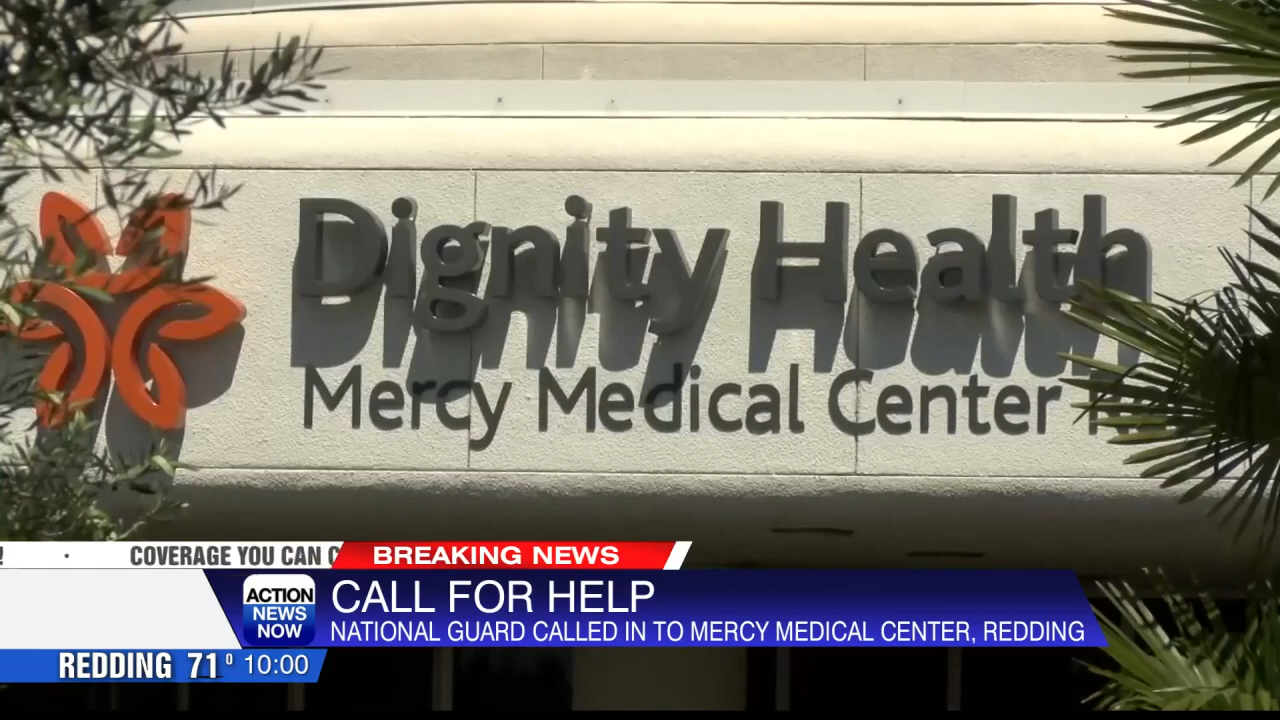 Dignity Health
Mercy Medical Center
! · COVERAGE YOU CAN
BREAKING NEWS
ACTION
NEWS
NOW
CALL FOR HELP
NATIONAL GUARD CALLED IN TO MERCY MEDICAL CENTER, REDDING
REDDING 71° 10:00